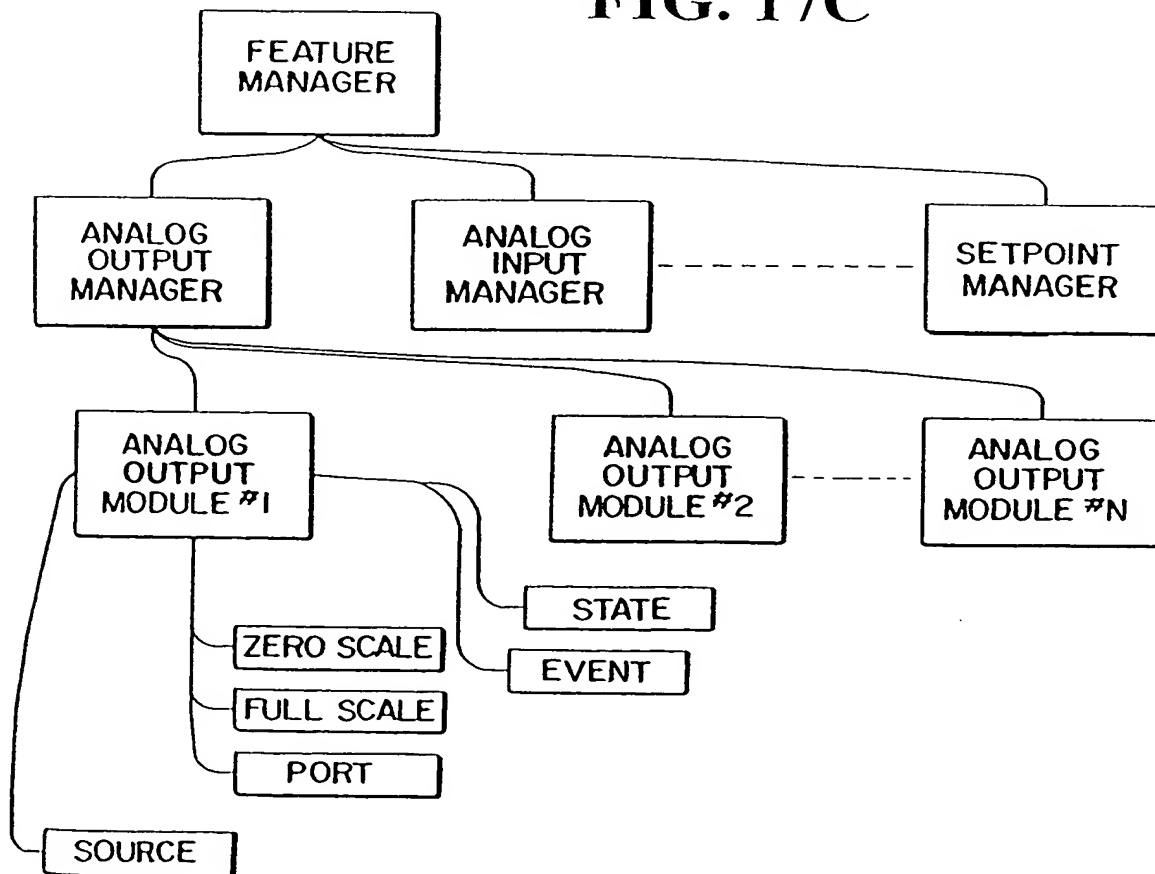 FIG. 17C
FEATURE
MANAGER
ANALOG
OUTPUT
MANAGER
ANALOG
INPUT
MANAGER
SETPOINT
MANAGER
ANALOG
OUTPUT
MODULE #1
ANALOG
OUTPUT
MODULE #2
ANALOG
OUTPUT
MODULE #N
STATE
ZERO SCALE
EVENT
FULL SCALE
PORT
SOURCE